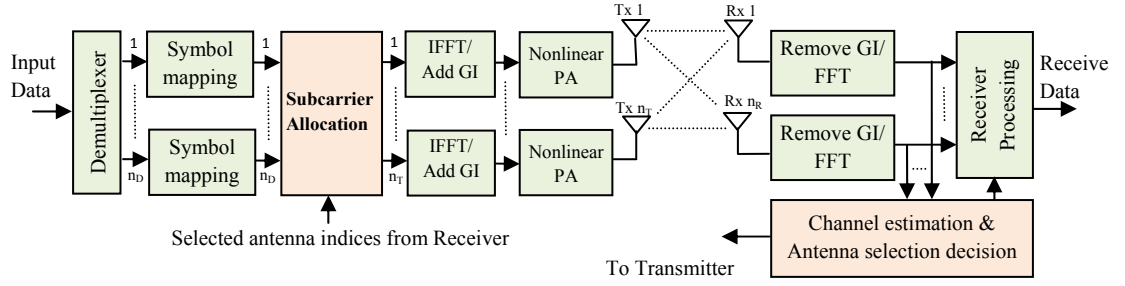 Input
Data
Demultiplexer
1
Symbol
mapping
1
n_D
Symbol
mapping
n_D
Subcarrier
Allocation
1
IFFT/
Add GI
n_T
IFFT/
Add GI
Nonlinear
PA
Nonlinear
PA
Tx 1
Tx n_T
Rx 1
Rx n_R
Remove GI/
FFT
Remove GI/
FFT
Receiver
Processing
Receive
Data
Selected antenna indices from Receiver
Channel estimation &
Antenna selection decision
To Transmitter